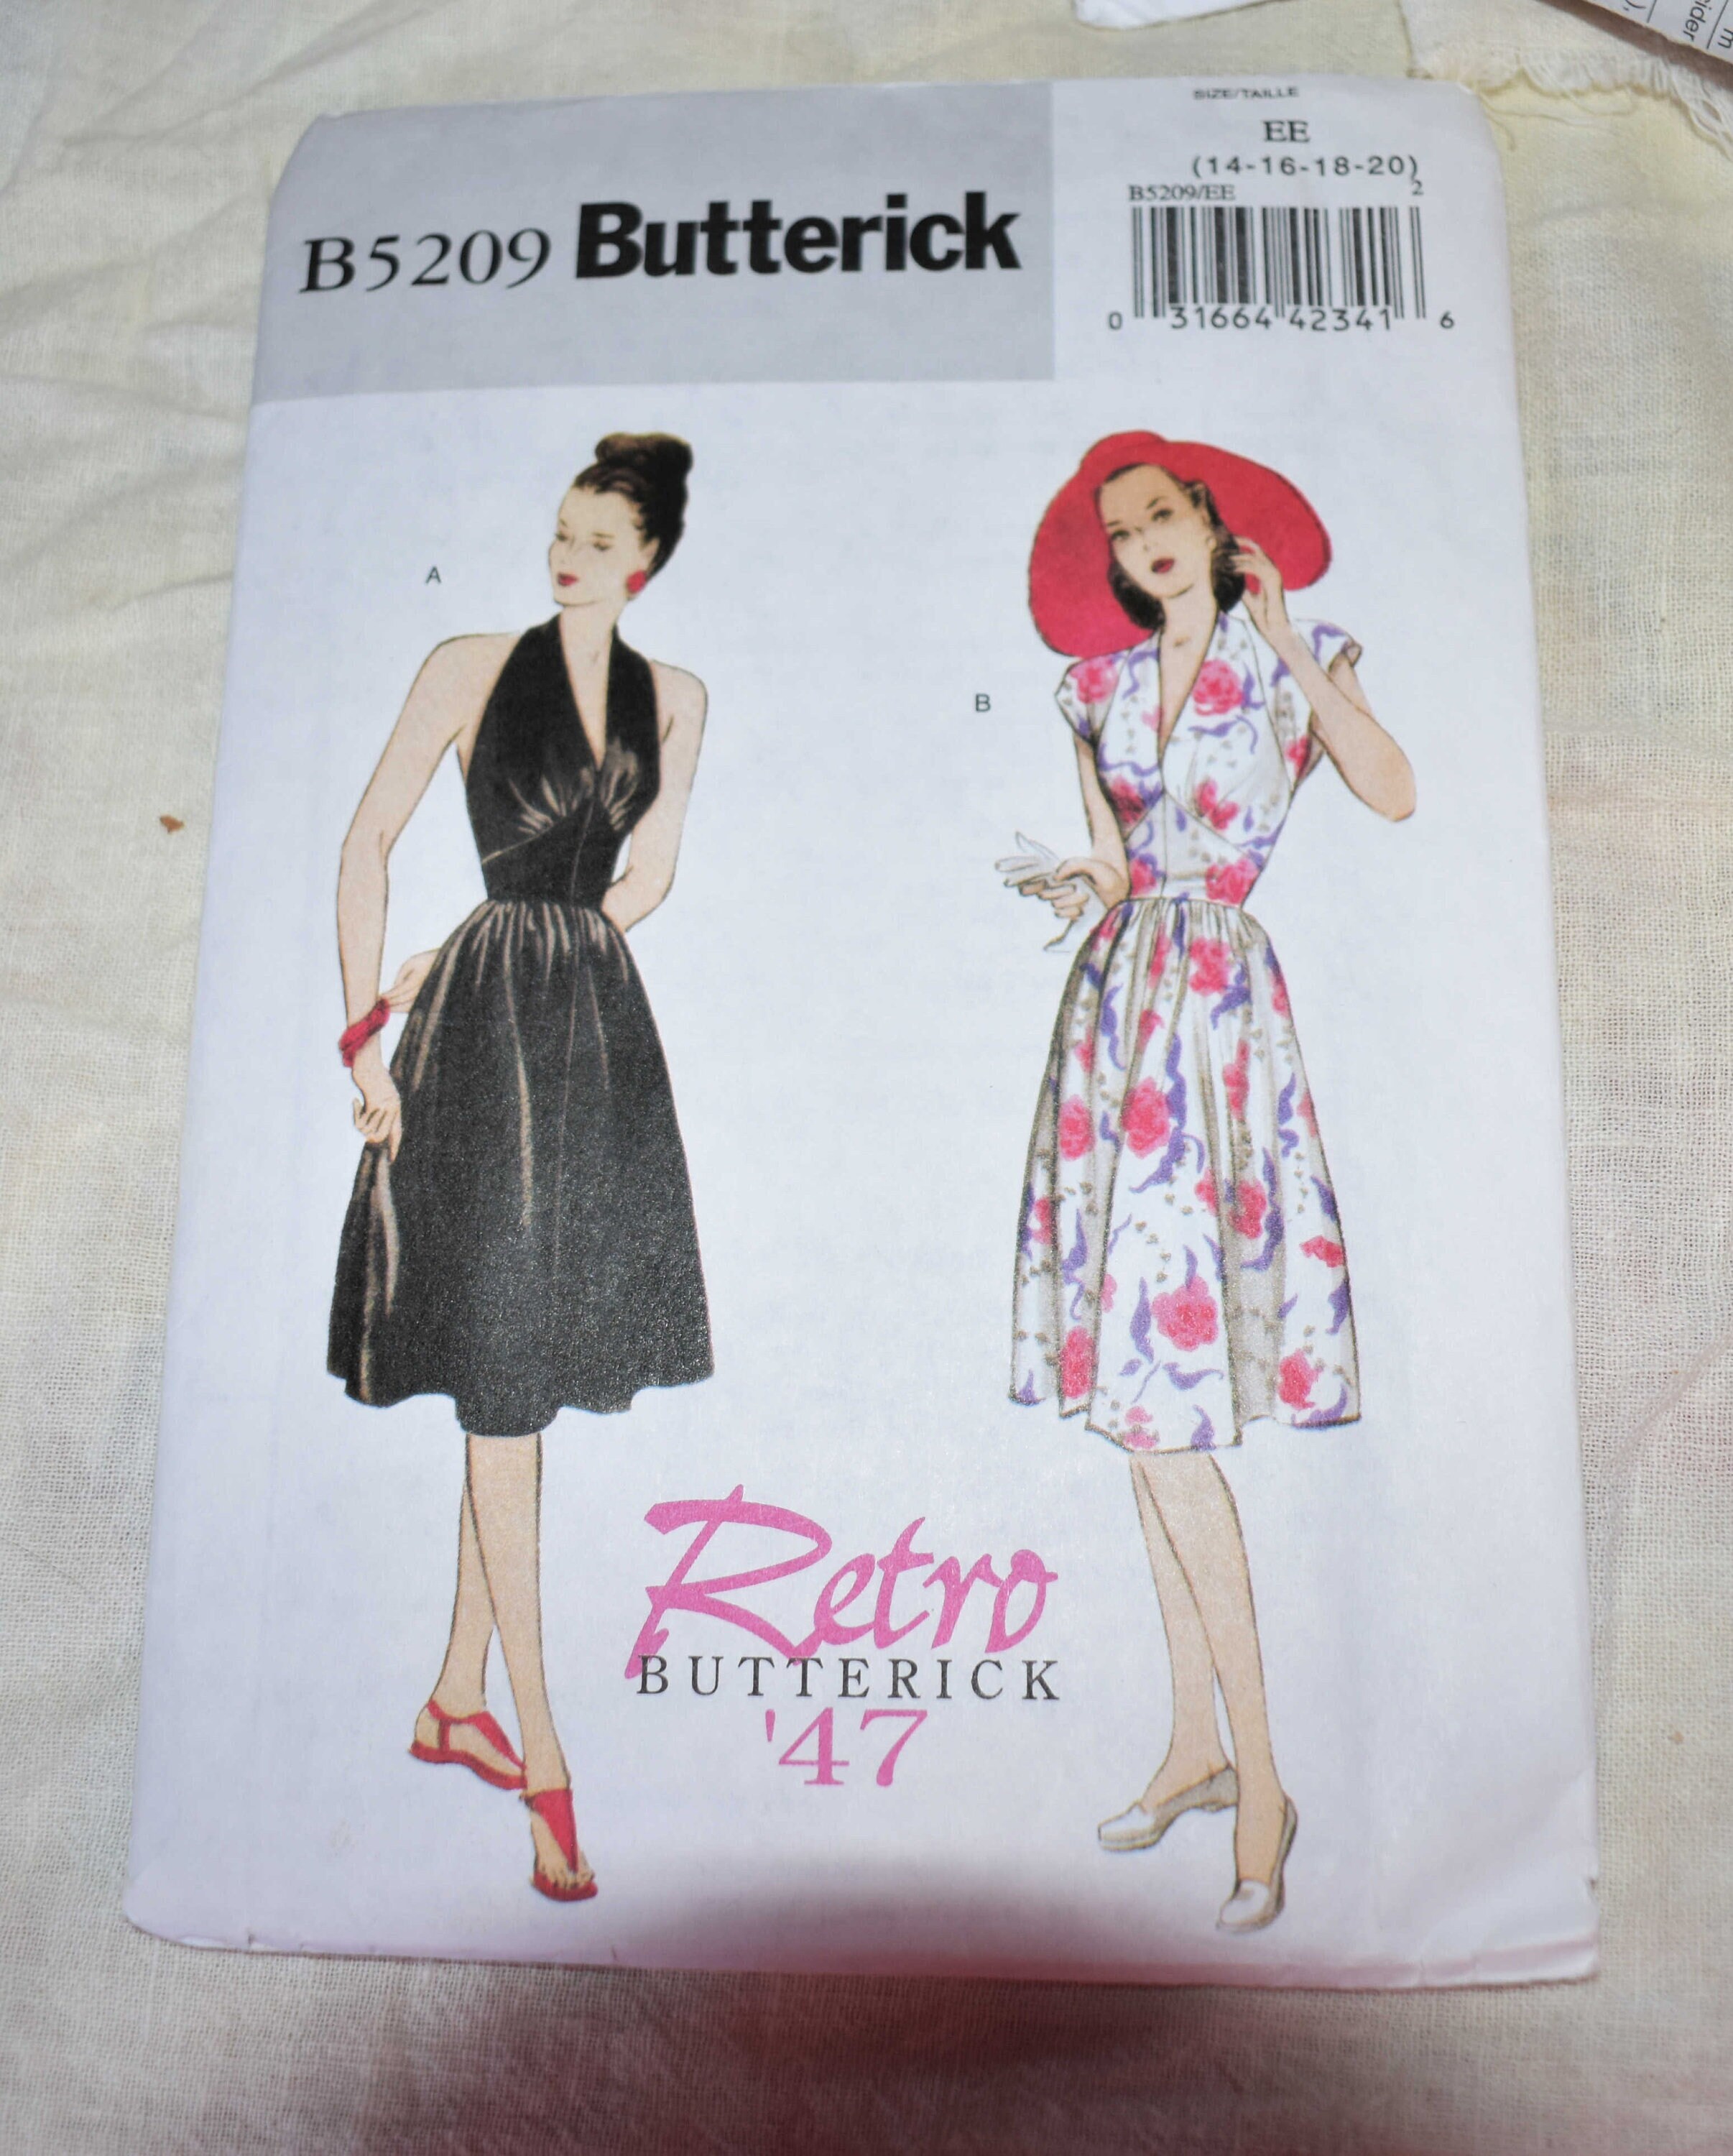 B5209 Butterick
SIZE/TAILLE
EE
(14-16-18-20)
B5209/EE 2
0 31664 42341 6
A
B
Retro
BUTTERICK
'47
ider
m